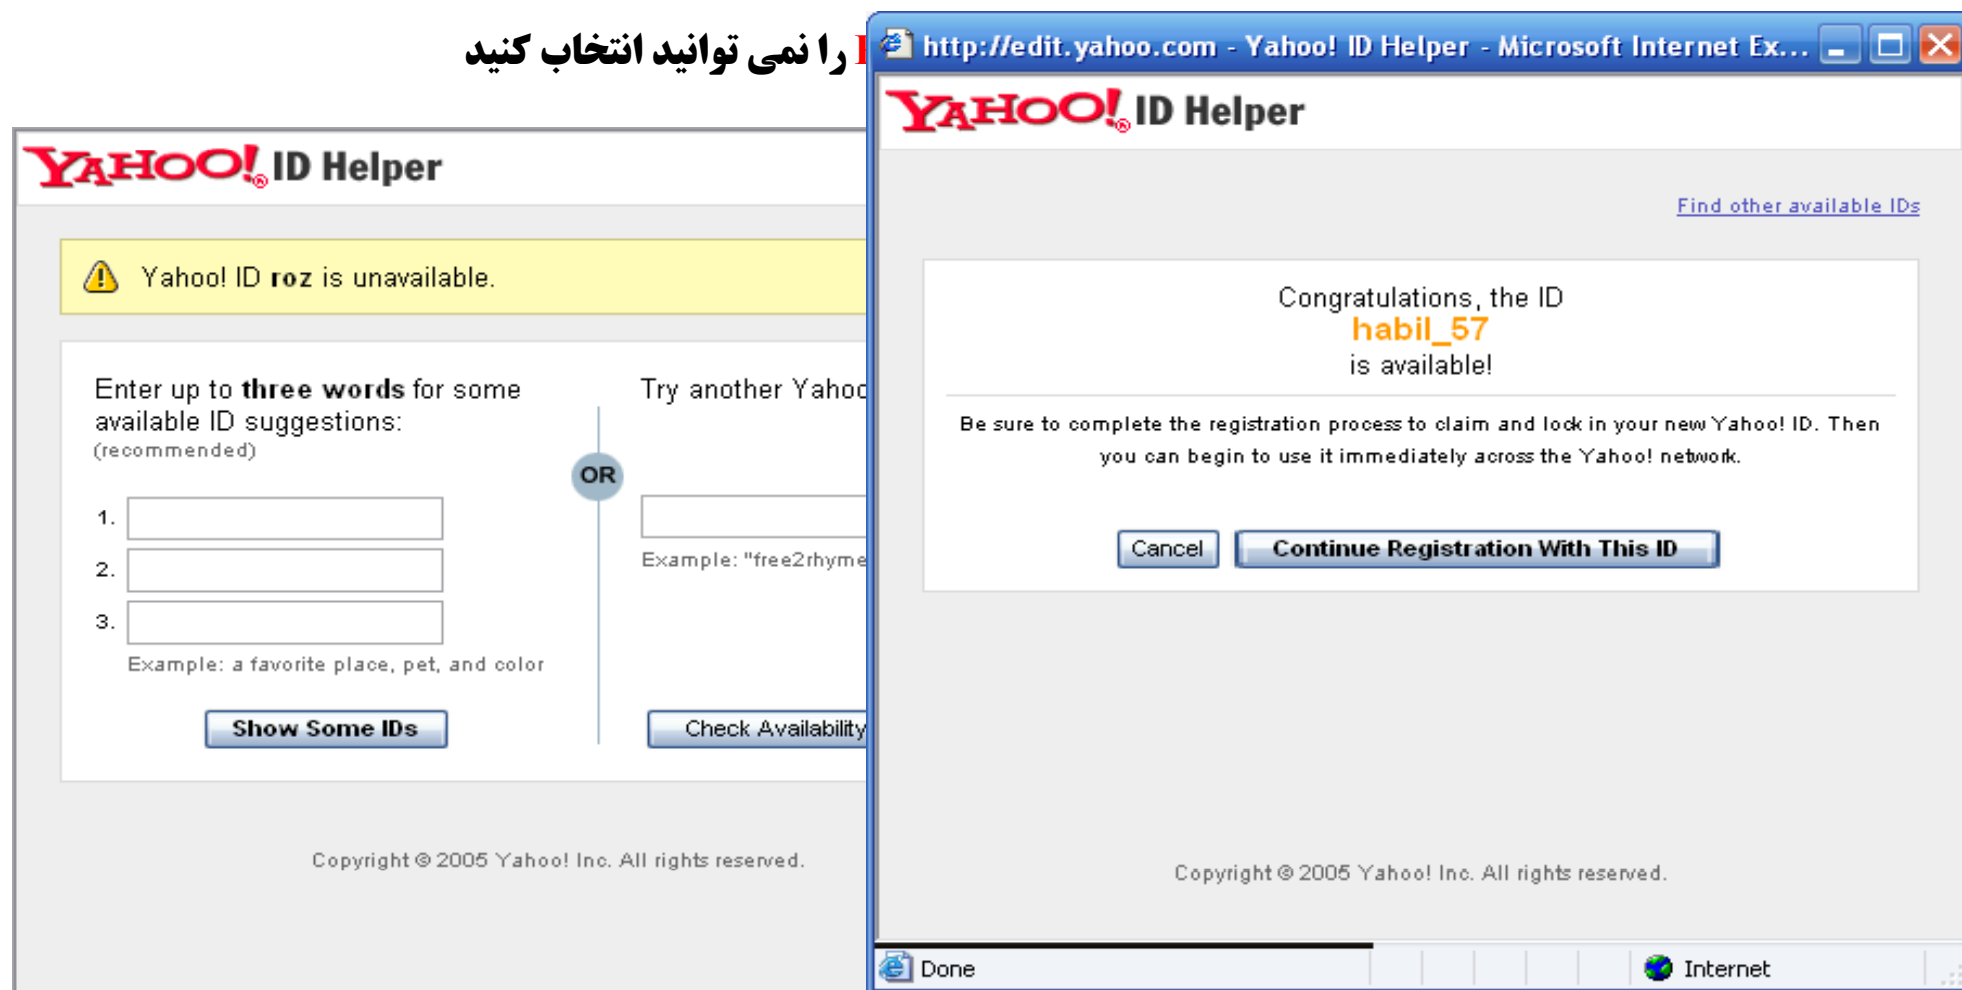 را نمی توانید انتخاب کنید
YAHOO! ID Helper
Yahoo! ID roz is unavailable.
Enter up to three words for some
available ID suggestions:
(recommended)
1.
2.
3.
Example: a favorite place, pet, and color
Show Some IDs
OR
Try another
Example: "free2rhyme
Check Availability
Copyright © 2005 Yahoo! Inc. All rights reserved.
http://edit.yahoo.com - Yahoo! ID Helper - Microsoft Internet Ex...
YAHOO! ID Helper
Find other available IDs
Congratulations, the ID
habil_57
is available!
Be sure to complete the registration process to claim and lock in your new Yahoo! ID. Then
you can begin to use it immediately across the Yahoo! network.
Cancel
Continue Registration With This ID
Copyright © 2005 Yahoo! Inc. All rights reserved.
Done
Internet